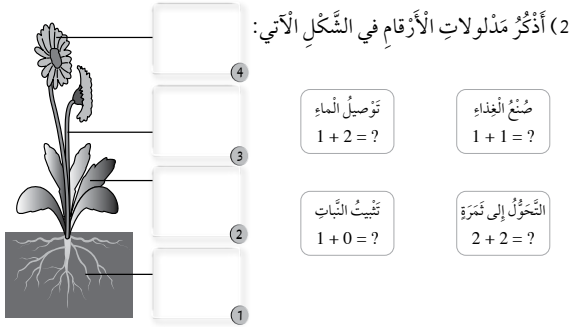 2) أَذْكُرُ مَدْلولاتِ الْأَرْقامِ في الشَّكْلِ الْآتي:
صُنْعُ الْغِذاءِ
1 + 1 = ?
تَوْصيلُ الْماءِ
1 + 2 = ?
التَّحَوُّلُ إِلى ثَمَرَةٍ
2 + 2 = ?
تَثْبيتُ النَّباتِ
1 + 0 = ?
4
3
2
1